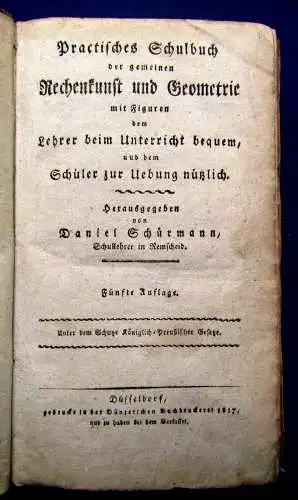 Practisches Schulbuch
der gemeinen
Rechenkunst und Geometrie
mit Figuren
dem
Lehrer beim Unterricht bequem,
und dem
Schüler zur Uebung nützlich.
Herausgegeben
von
Daniel Schürmann,
Schullehrer in Remscheid.
Fünfte Auflage.
Unter dem Schutze Königlich-Preußischer Gesetze.
Düsseldorf,
gedruckt in der Dänzerschen Buchdruckerei 1817,
und zu haben bei dem Verfasser.